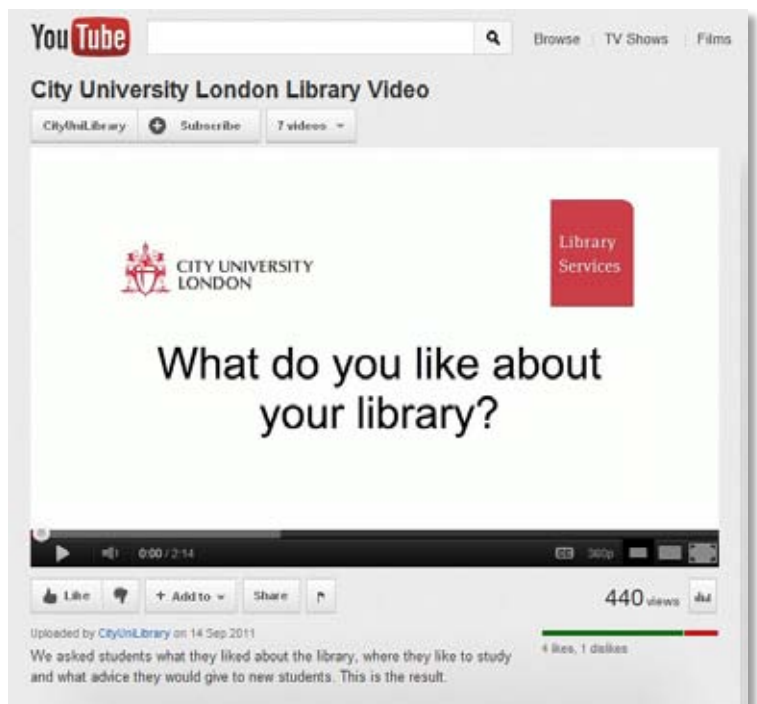 You Tube
Browse TV Shows Films
City University London Library Video
CityUniLibrary Subscribe 7 videos
Library
Services
CITY UNIVERSITY
LONDON
What do you like about
your library?
0:00 / 2:14 CC 360p
Like + Add to Share 440 views
Uploaded by CityUniLibrary on 14 Sep 2011
4 likes, 1 dislikes
We asked students what they liked about the library, where they like to study
and what advice they would give to new students. This is the result.